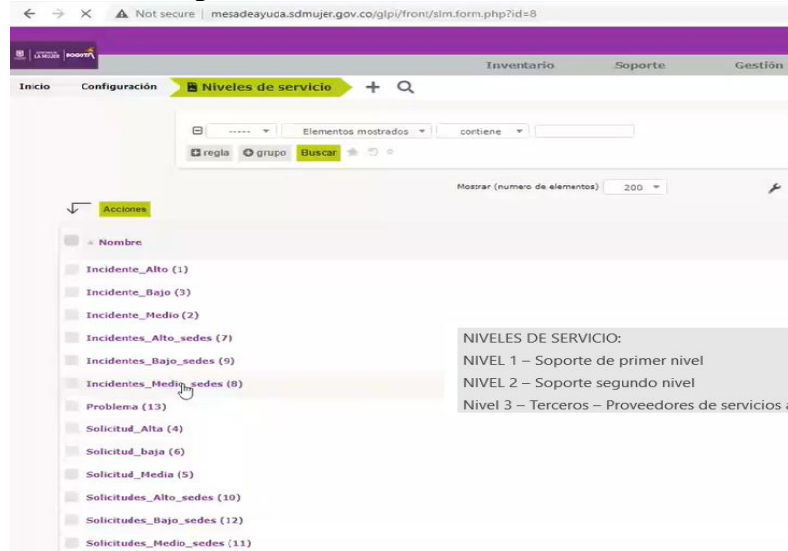 Not secure | mesadeayuda.sdmujer.gov.co/glpi/front/slm.form.php?id=8
LA MUJER BOGOTÁ
Inventario Soporte Gestión
Inicio Configuración Niveles de servicio
----- Elementos mostrados contiene
regla grupo Buscar
Mostrar (numero de elementos) 200
Acciones
Nombre
Incidente_Alto (1)
Incidente_Bajo (3)
Incidente_Medio (2)
Incidentes_Alto_sedes (7)
Incidentes_Bajo_sedes (9)
Incidentes_Medio_sedes (8)
Problema (13)
Solicitud_Alta (4)
Solicitud_baja (6)
Solicitud_Media (5)
Solicitudes_Alto_sedes (10)
Solicitudes_Bajo_sedes (12)
Solicitudes_Medio_sedes (11)
NIVELES DE SERVICIO:
NIVEL 1 – Soporte de primer nivel
NIVEL 2 – Soporte segundo nivel
Nivel 3 – Terceros – Proveedores de servicios a